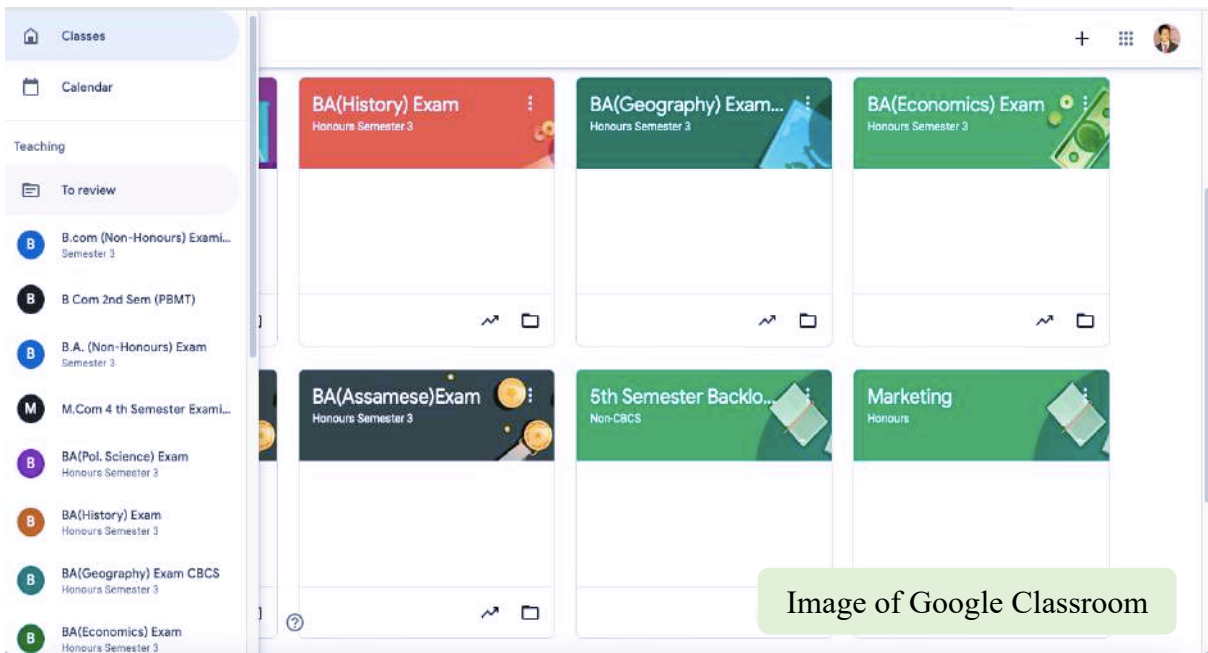 Classes
Calendar
Teaching
To review
B
B.com (Non-Honours) Exami...
Semester 3
B
B Com 2nd Sem (PBMT)
B
B.A. (Non-Honours) Exam
Semester 3
M
M.Com 4 th Semester Exami...
B
BA(Pol. Science) Exam
Honours Semester 3
B
BA(History) Exam
Honours Semester 3
B
BA(Geography) Exam CBCS
Honours Semester 3
B
BA(Economics) Exam
Honours Semester 3
BA(History) Exam
Honours Semester 3
BA(Geography) Exam...
Honours Semester 3
BA(Economics) Exam
Honours Semester 3
BA(Assamese)Exam
Honours Semester 3
5th Semester Backlo...
Non-CBCS
Marketing
Honours
Image of Google Classroom